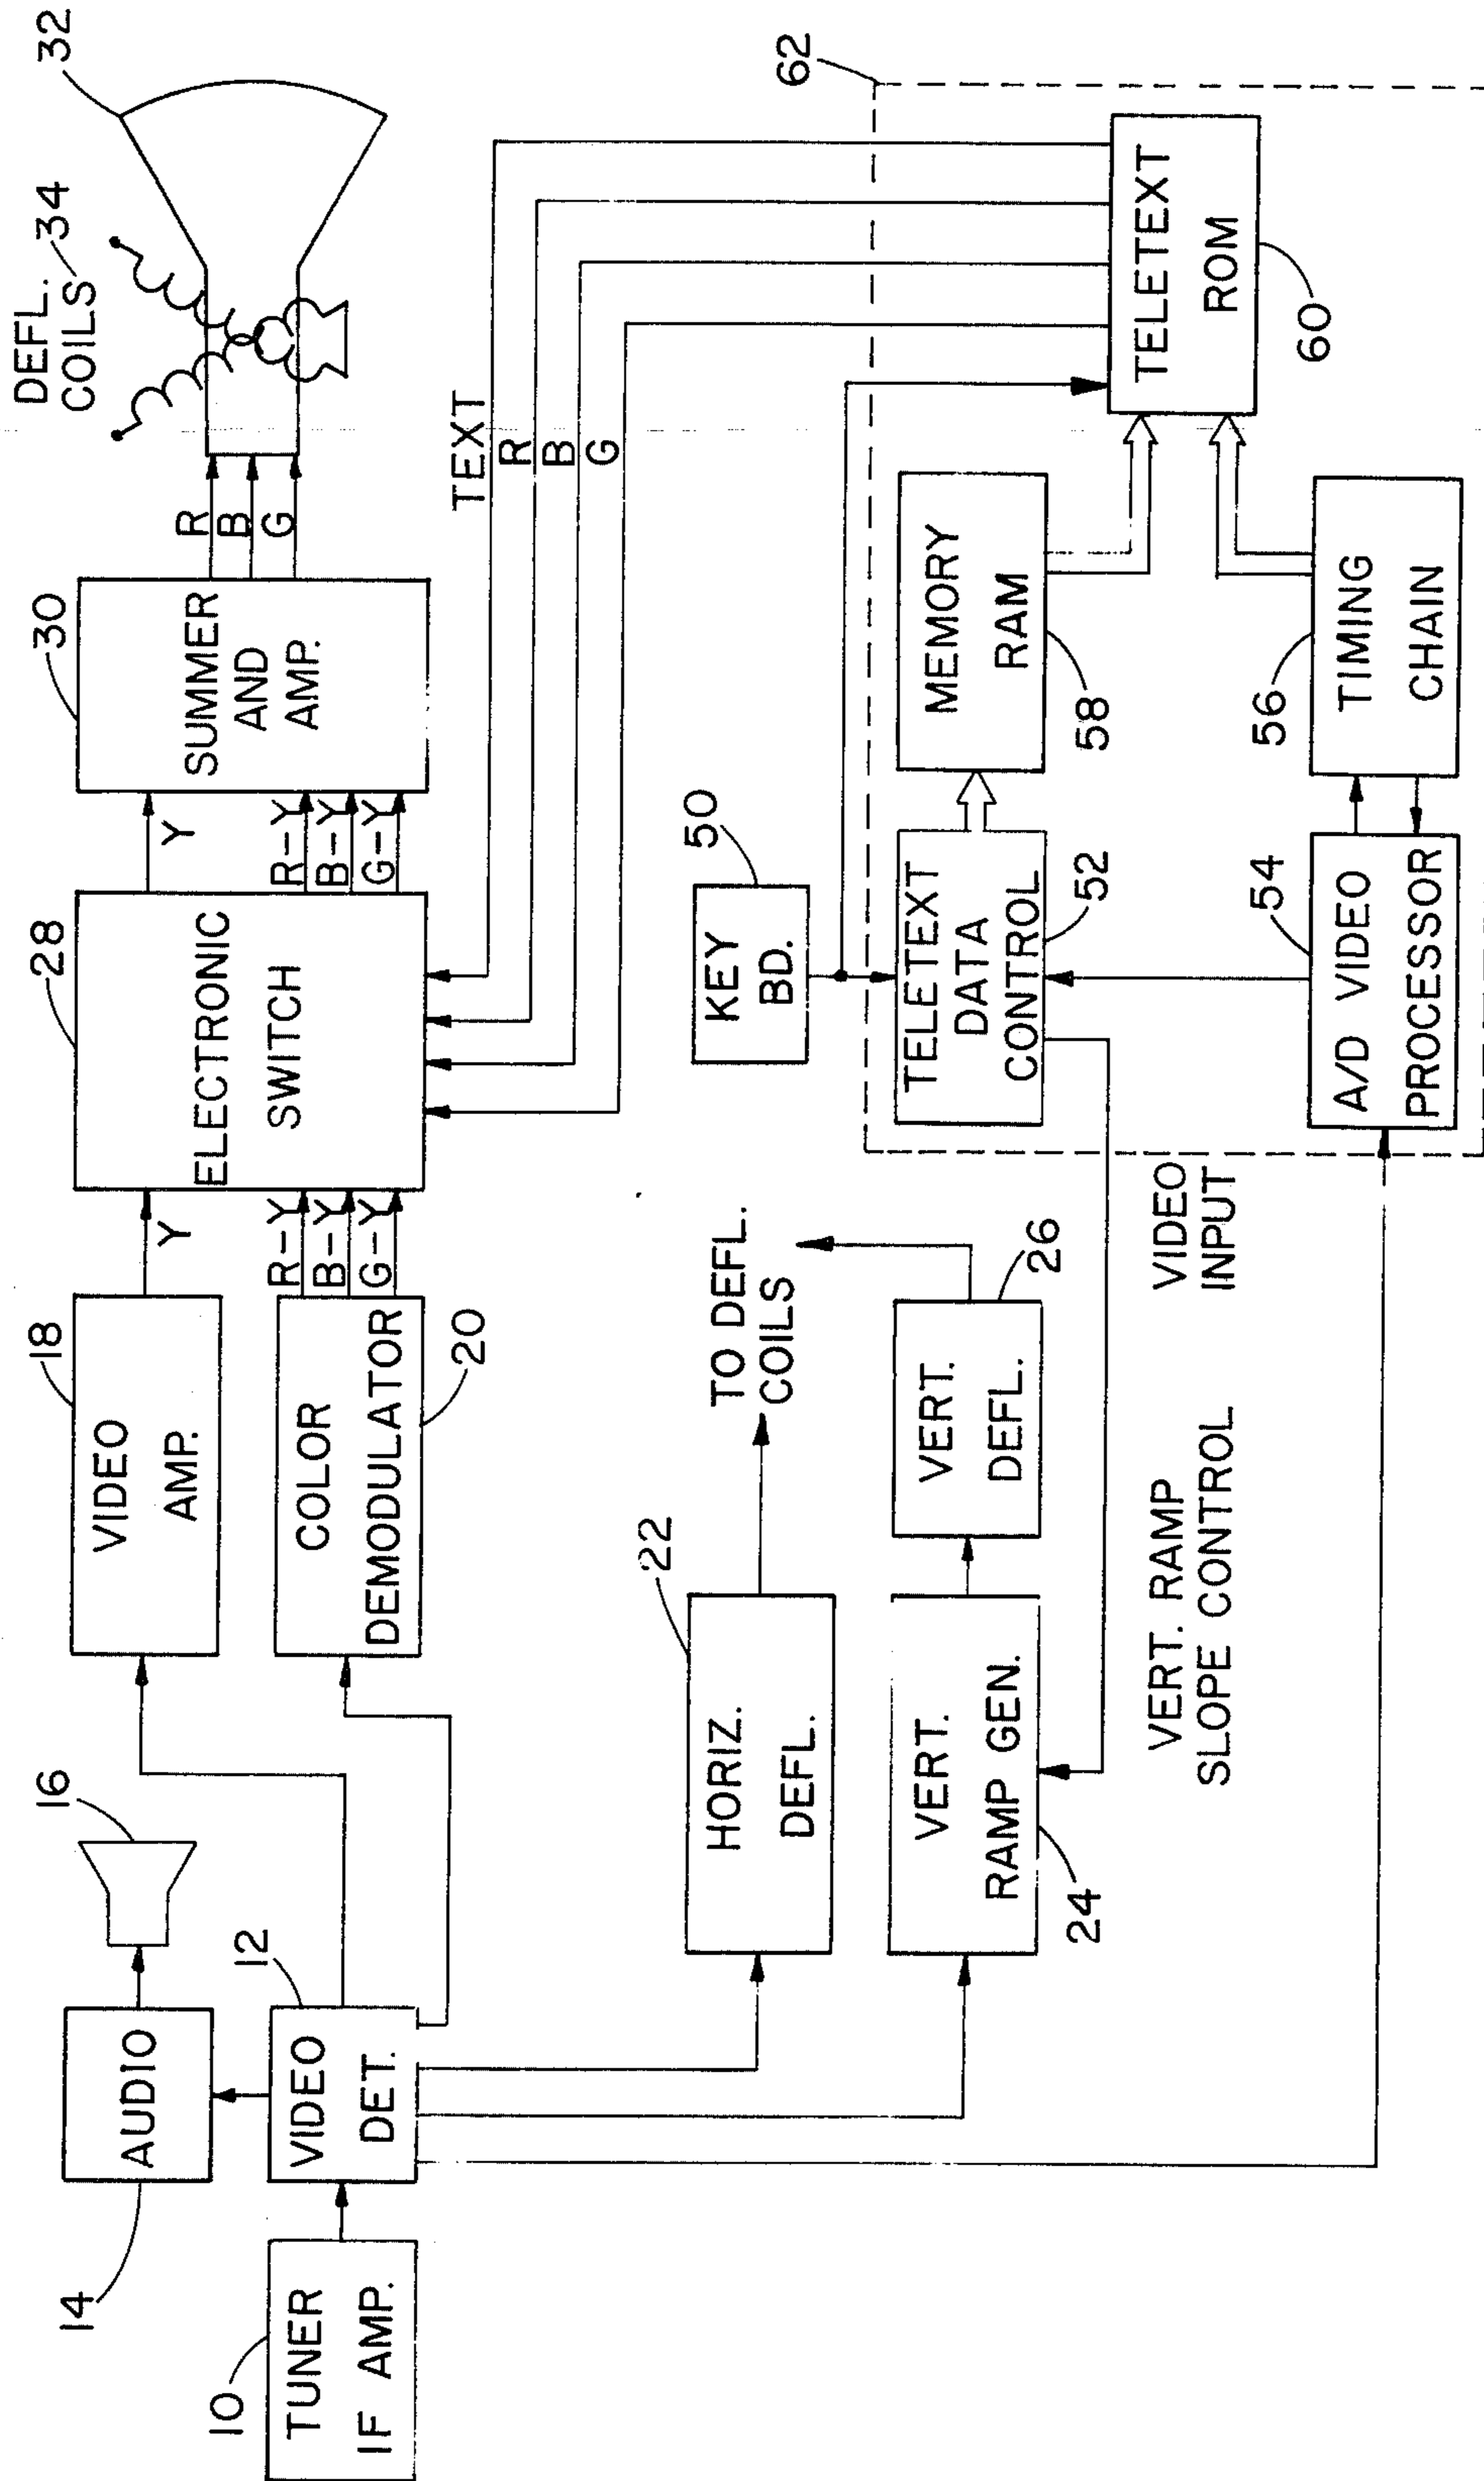 14
AUDIO
16
10
TUNER
IF AMP.
12
VIDEO
DET.
18
VIDEO
AMP.
COLOR
DEMODULATOR
20
Y
R-Y
B-Y
G-Y
28
ELECTRONIC
SWITCH
Y
R-Y
B-Y
G-Y
30
SUMMER
AND
AMP.
R
B
G
DEFL.
COILS
34
32
TEXT
R
B
G
22
HORIZ.
DEFL.
TO DEFL.
COILS
VERT.
RAMP GEN.
24
VERT.
DEFL.
26
VERT. RAMP
SLOPE CONTROL
VIDEO
INPUT
50
KEY
BD.
62
TELETEXT
DATA
CONTROL
52
MEMORY
RAM
58
TELETEXT
ROM
60
54
A/D VIDEO
PROCESSOR
56
TIMING
CHAIN